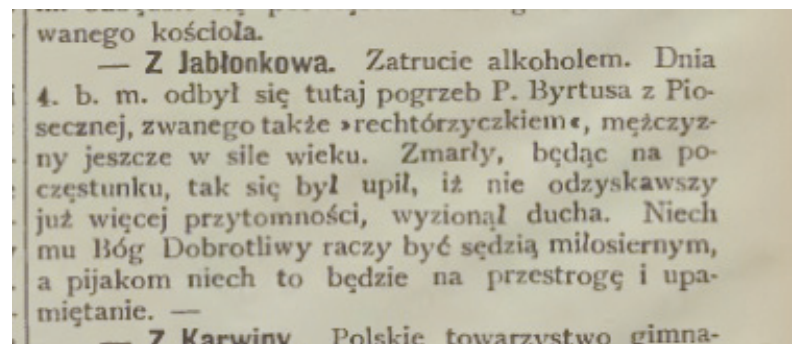 wanego kościoła.
— Z Jabłonkowa. Zatrucie alkoholem. Dnia
4. b. m. odbył się tutaj pogrzeb P. Byrtusa z Pio-
secznej, zwanego także »rechtórzyczkiem«, mężczyz-
ny jeszcze w sile wieku. Zmarły, będąc na po-
częstunku, tak się był upił, iż nie odzyskawszy
już więcej przytomności, wyzionął ducha. Niech
mu Bóg Dobrotliwy raczy być sędzią miłosiernym,
a pijakom niech to będzie na przestrogę i upa-
miętanie. —
— Z Karwiny. Polskie towarzystwo gimna-